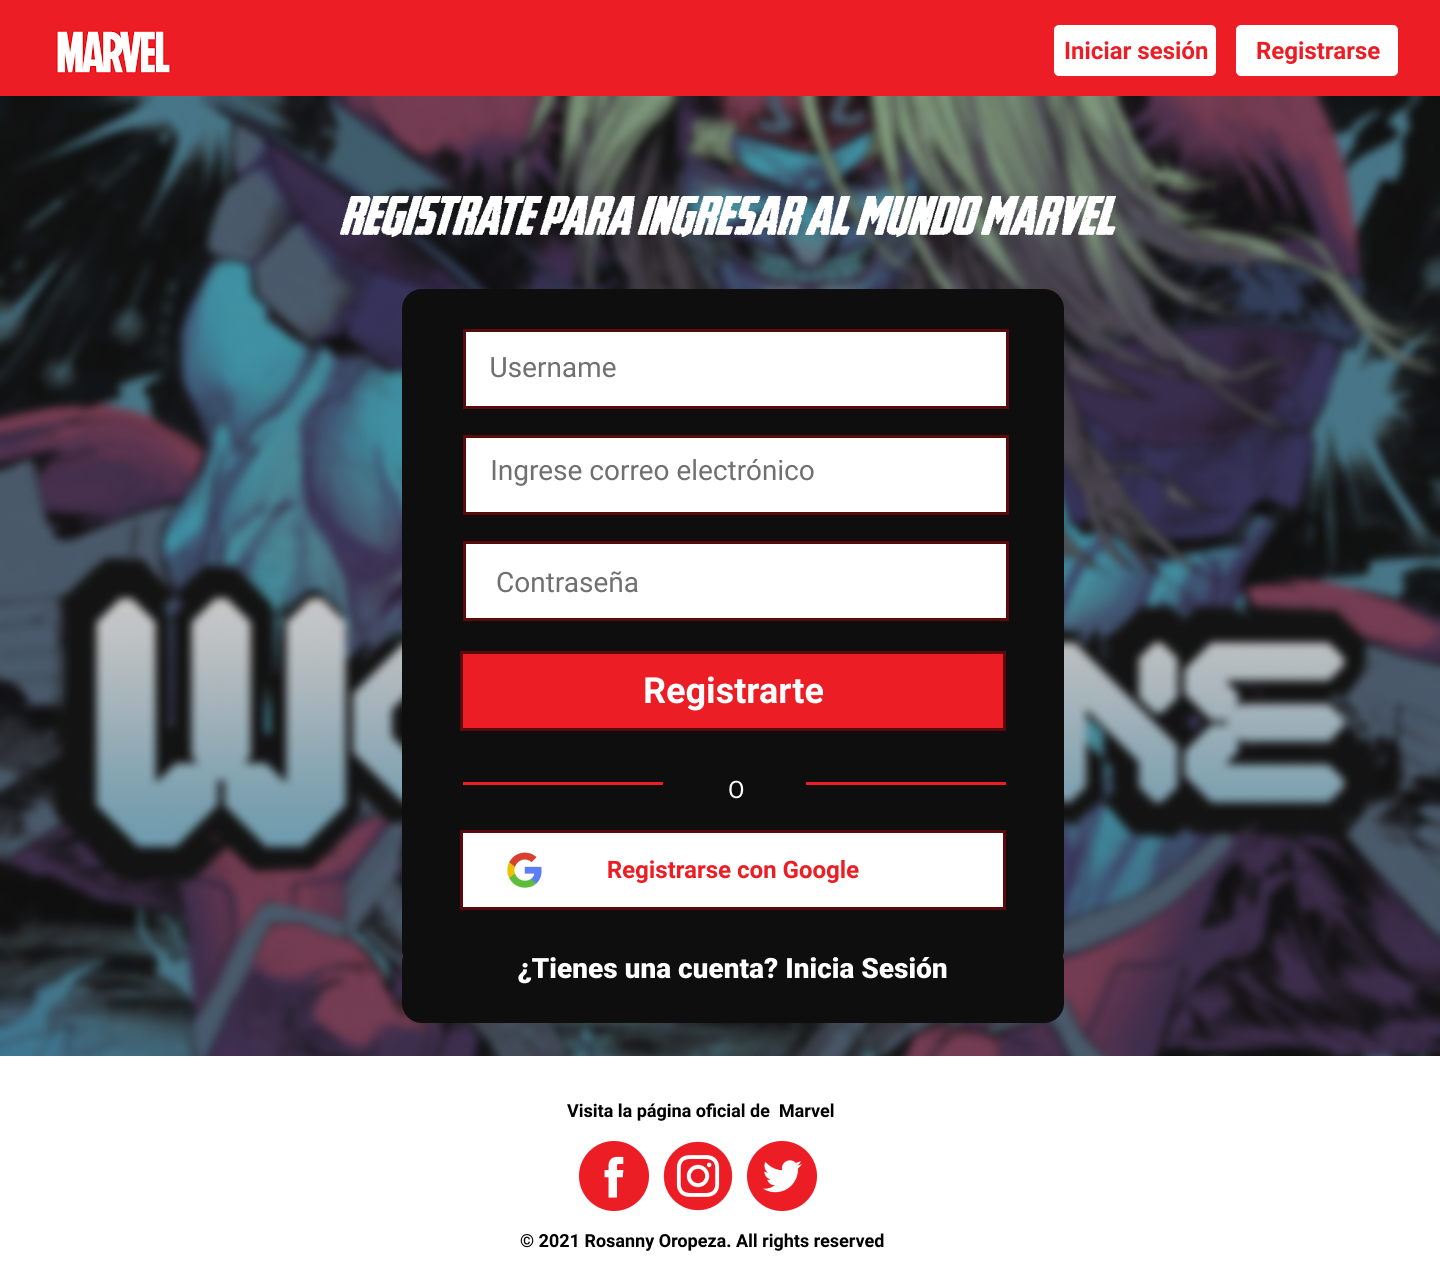 MARVEL
Iniciar sesión
Registrarse
REGISTRATE PARA INGRESAR AL MUNDO MARVEL
Username
Ingrese correo electrónico
Contraseña
Registrarte
O
Registrarse con Google
¿Tienes una cuenta? Inicia Sesión
Visita la página oficial de  Marvel
© 2021 Rosanny Oropeza. All rights reserved